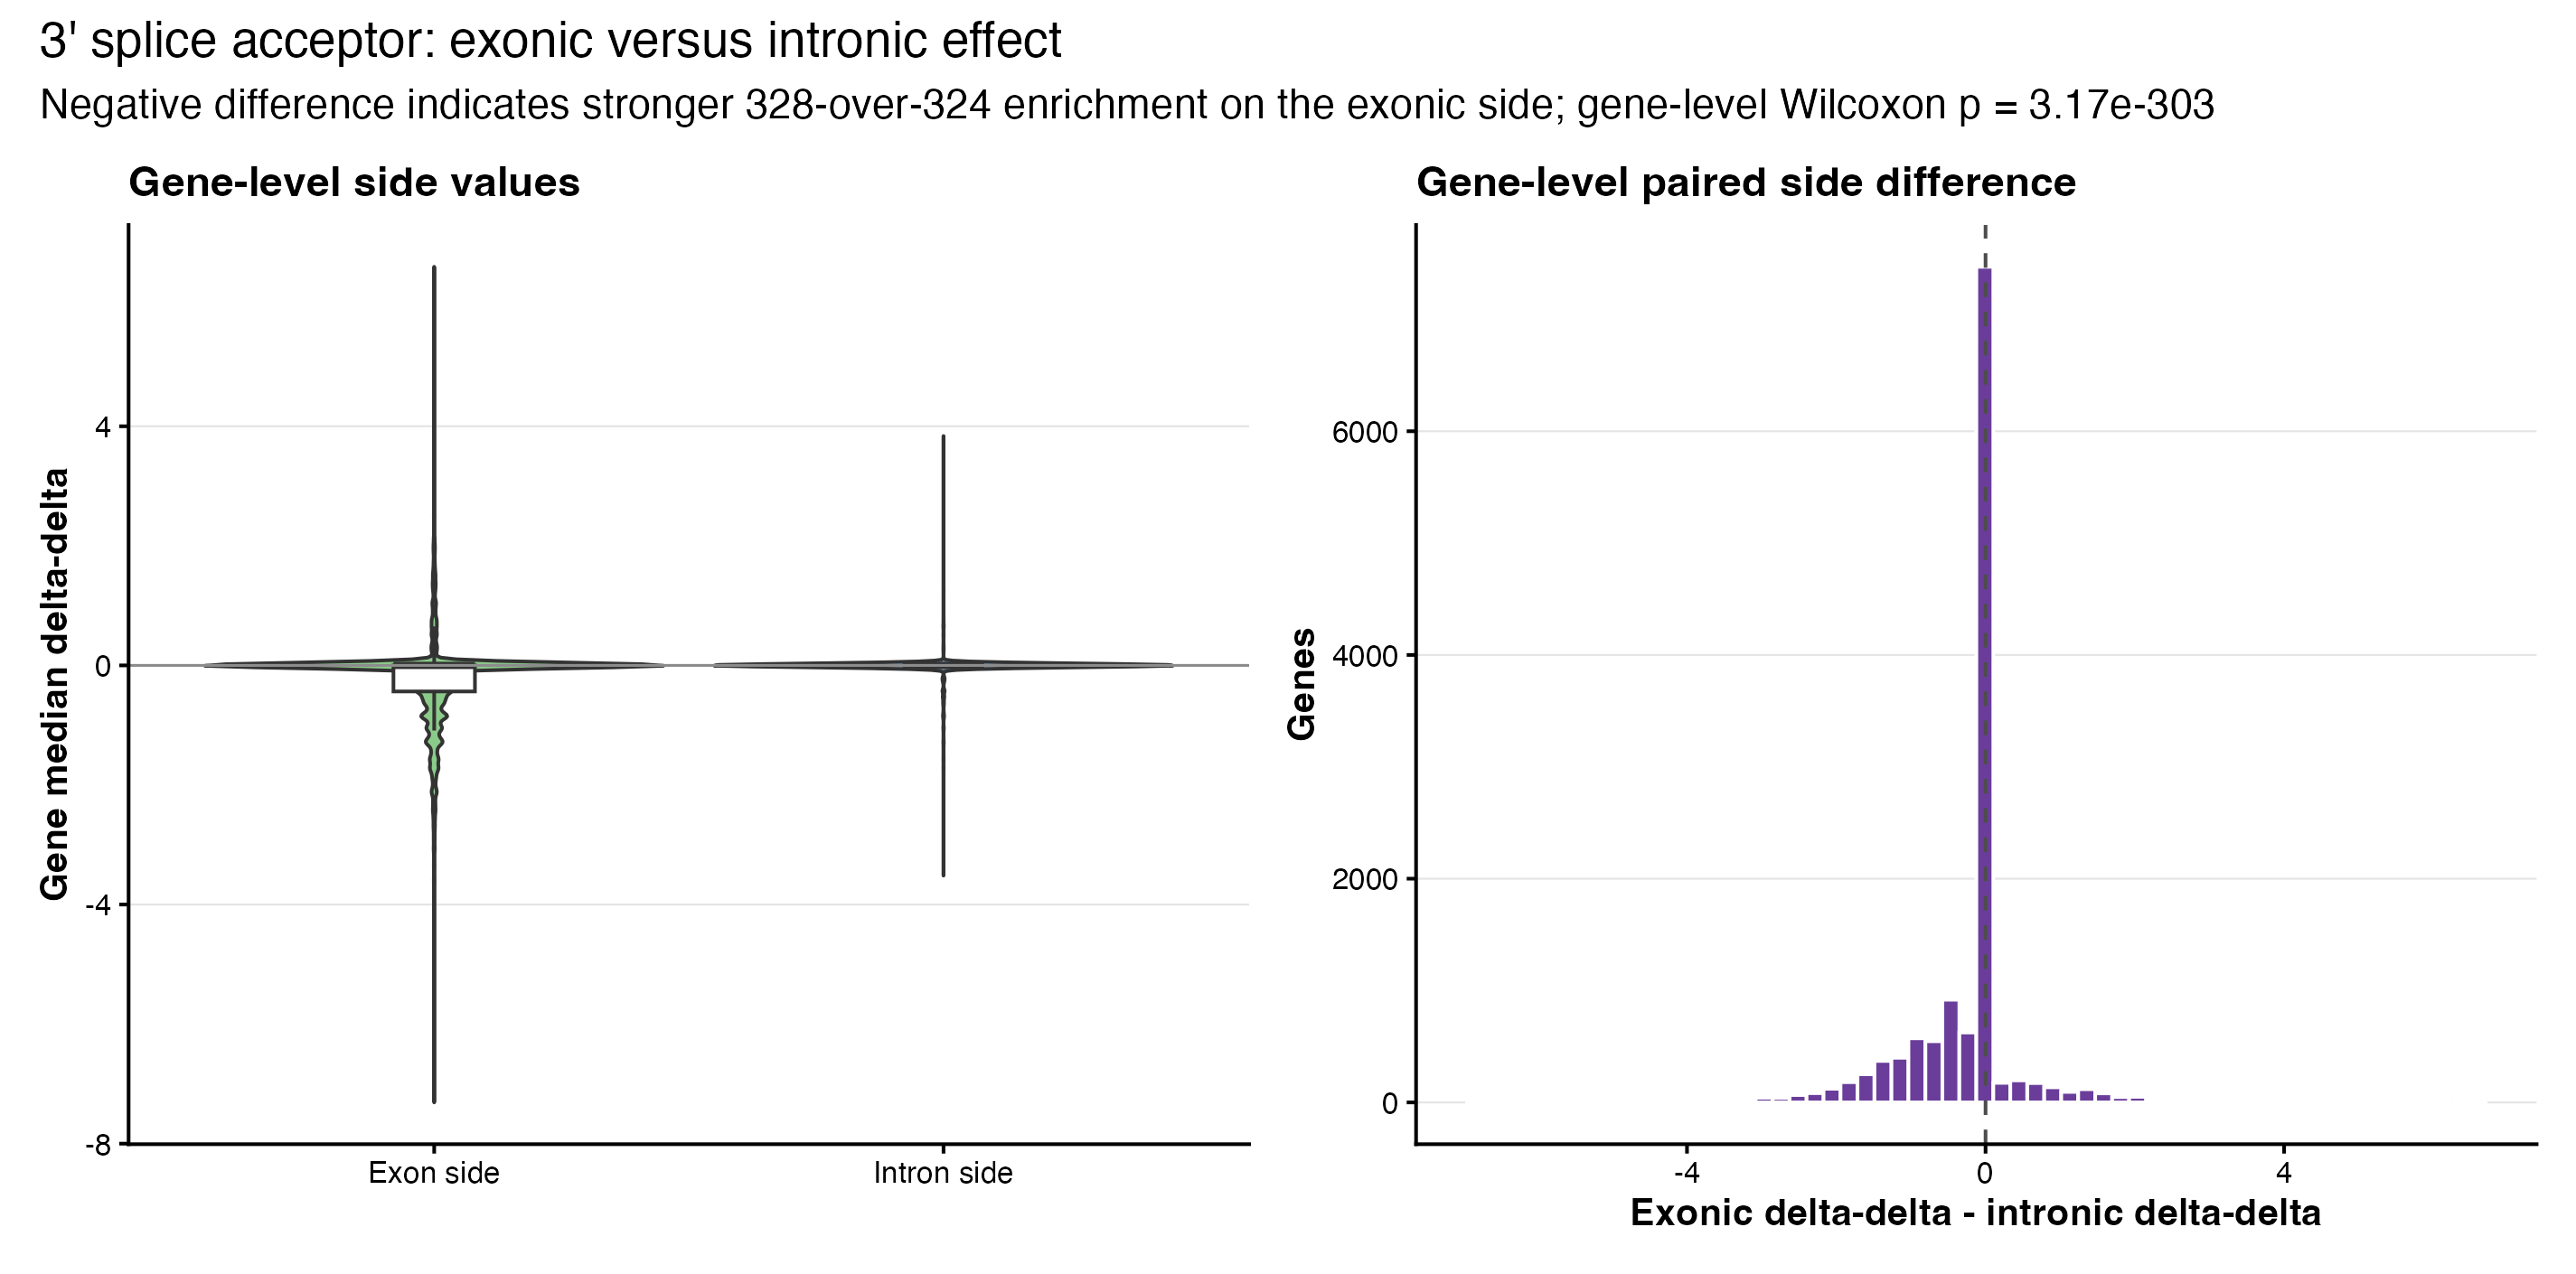 3' splice acceptor: exonic versus intronic effect
Negative difference indicates stronger 328-over-324 enrichment on the exonic side; gene-level Wilcoxon p = 3.17e-303
Gene-level side values
Gene median delta-delta
4
0
-4
-8
Exon side
Intron side
Gene-level paired side difference
Genes
6000
4000
2000
0
-4
0
4
Exonic delta-delta - intronic delta-delta